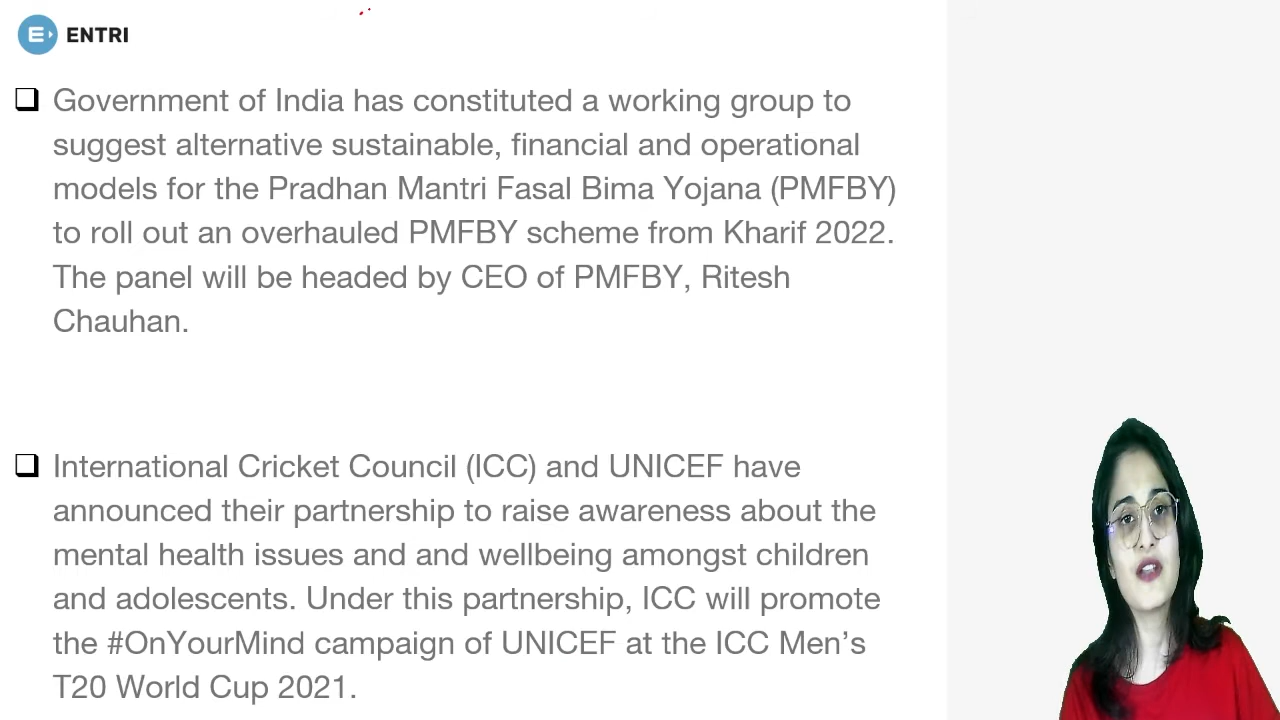 ENTRI
Government of India has constituted a working group to
suggest alternative sustainable, financial and operational
models for the Pradhan Mantri Fasal Bima Yojana (PMFBY)
to roll out an overhauled PMFBY scheme from Kharif 2022.
The panel will be headed by CEO of PMFBY, Ritesh
Chauhan.
International Cricket Council (ICC) and UNICEF have
announced their partnership to raise awareness about the
mental health issues and and wellbeing amongst children
and adolescents. Under this partnership, ICC will promote
the #OnYourMind campaign of UNICEF at the ICC Men’s
T20 World Cup 2021.